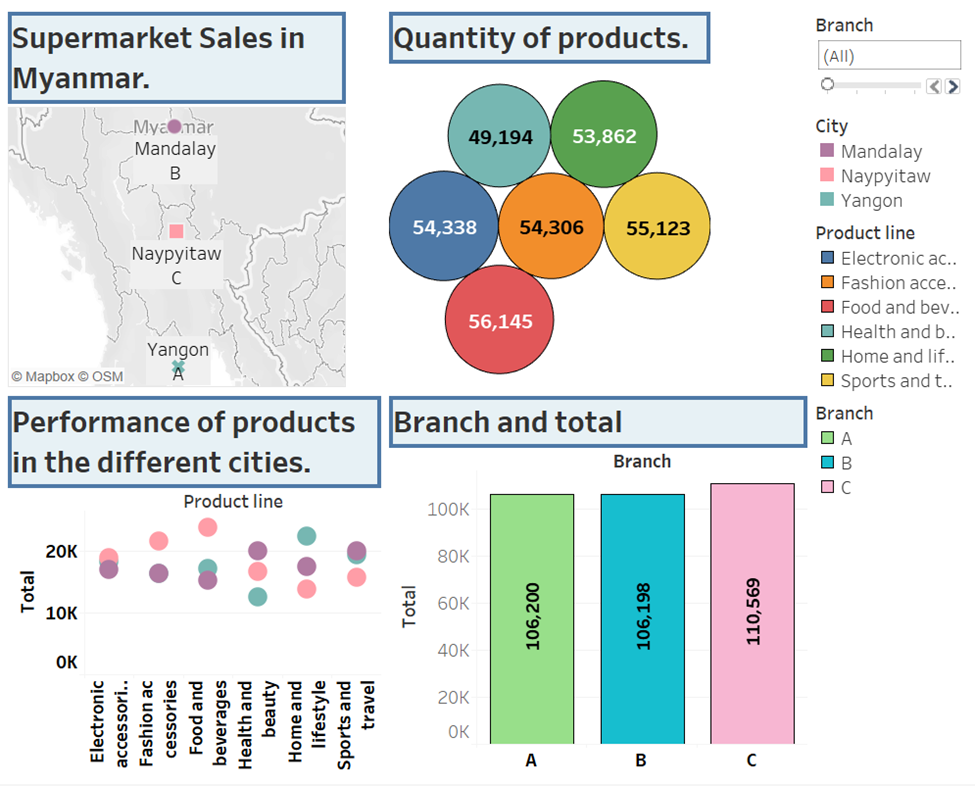 Supermarket Sales in
Myanmar.
Myanmar
Mandalay
B
Naypyitaw
C
Yangon
A
© Mapbox © OSM
Quantity of products.
49,194
53,862
54,338
54,306
55,123
56,145
Branch
(All)
City
Mandalay
Naypyitaw
Yangon
Product line
Electronic ac..
Fashion acce..
Food and bev..
Health and b..
Home and lif..
Sports and t..
Branch
A
B
C
Performance of products
in the different cities.
Product line
Total
20K
10K
0K
Electronic
accessori..
Fashion ac
cessories
Food and
beverages
Health and
beauty
Home and
lifestyle
Sports and
travel
Branch and total
Branch
Total
100K
80K
60K
40K
20K
0K
106,200
106,198
110,569
A
B
C